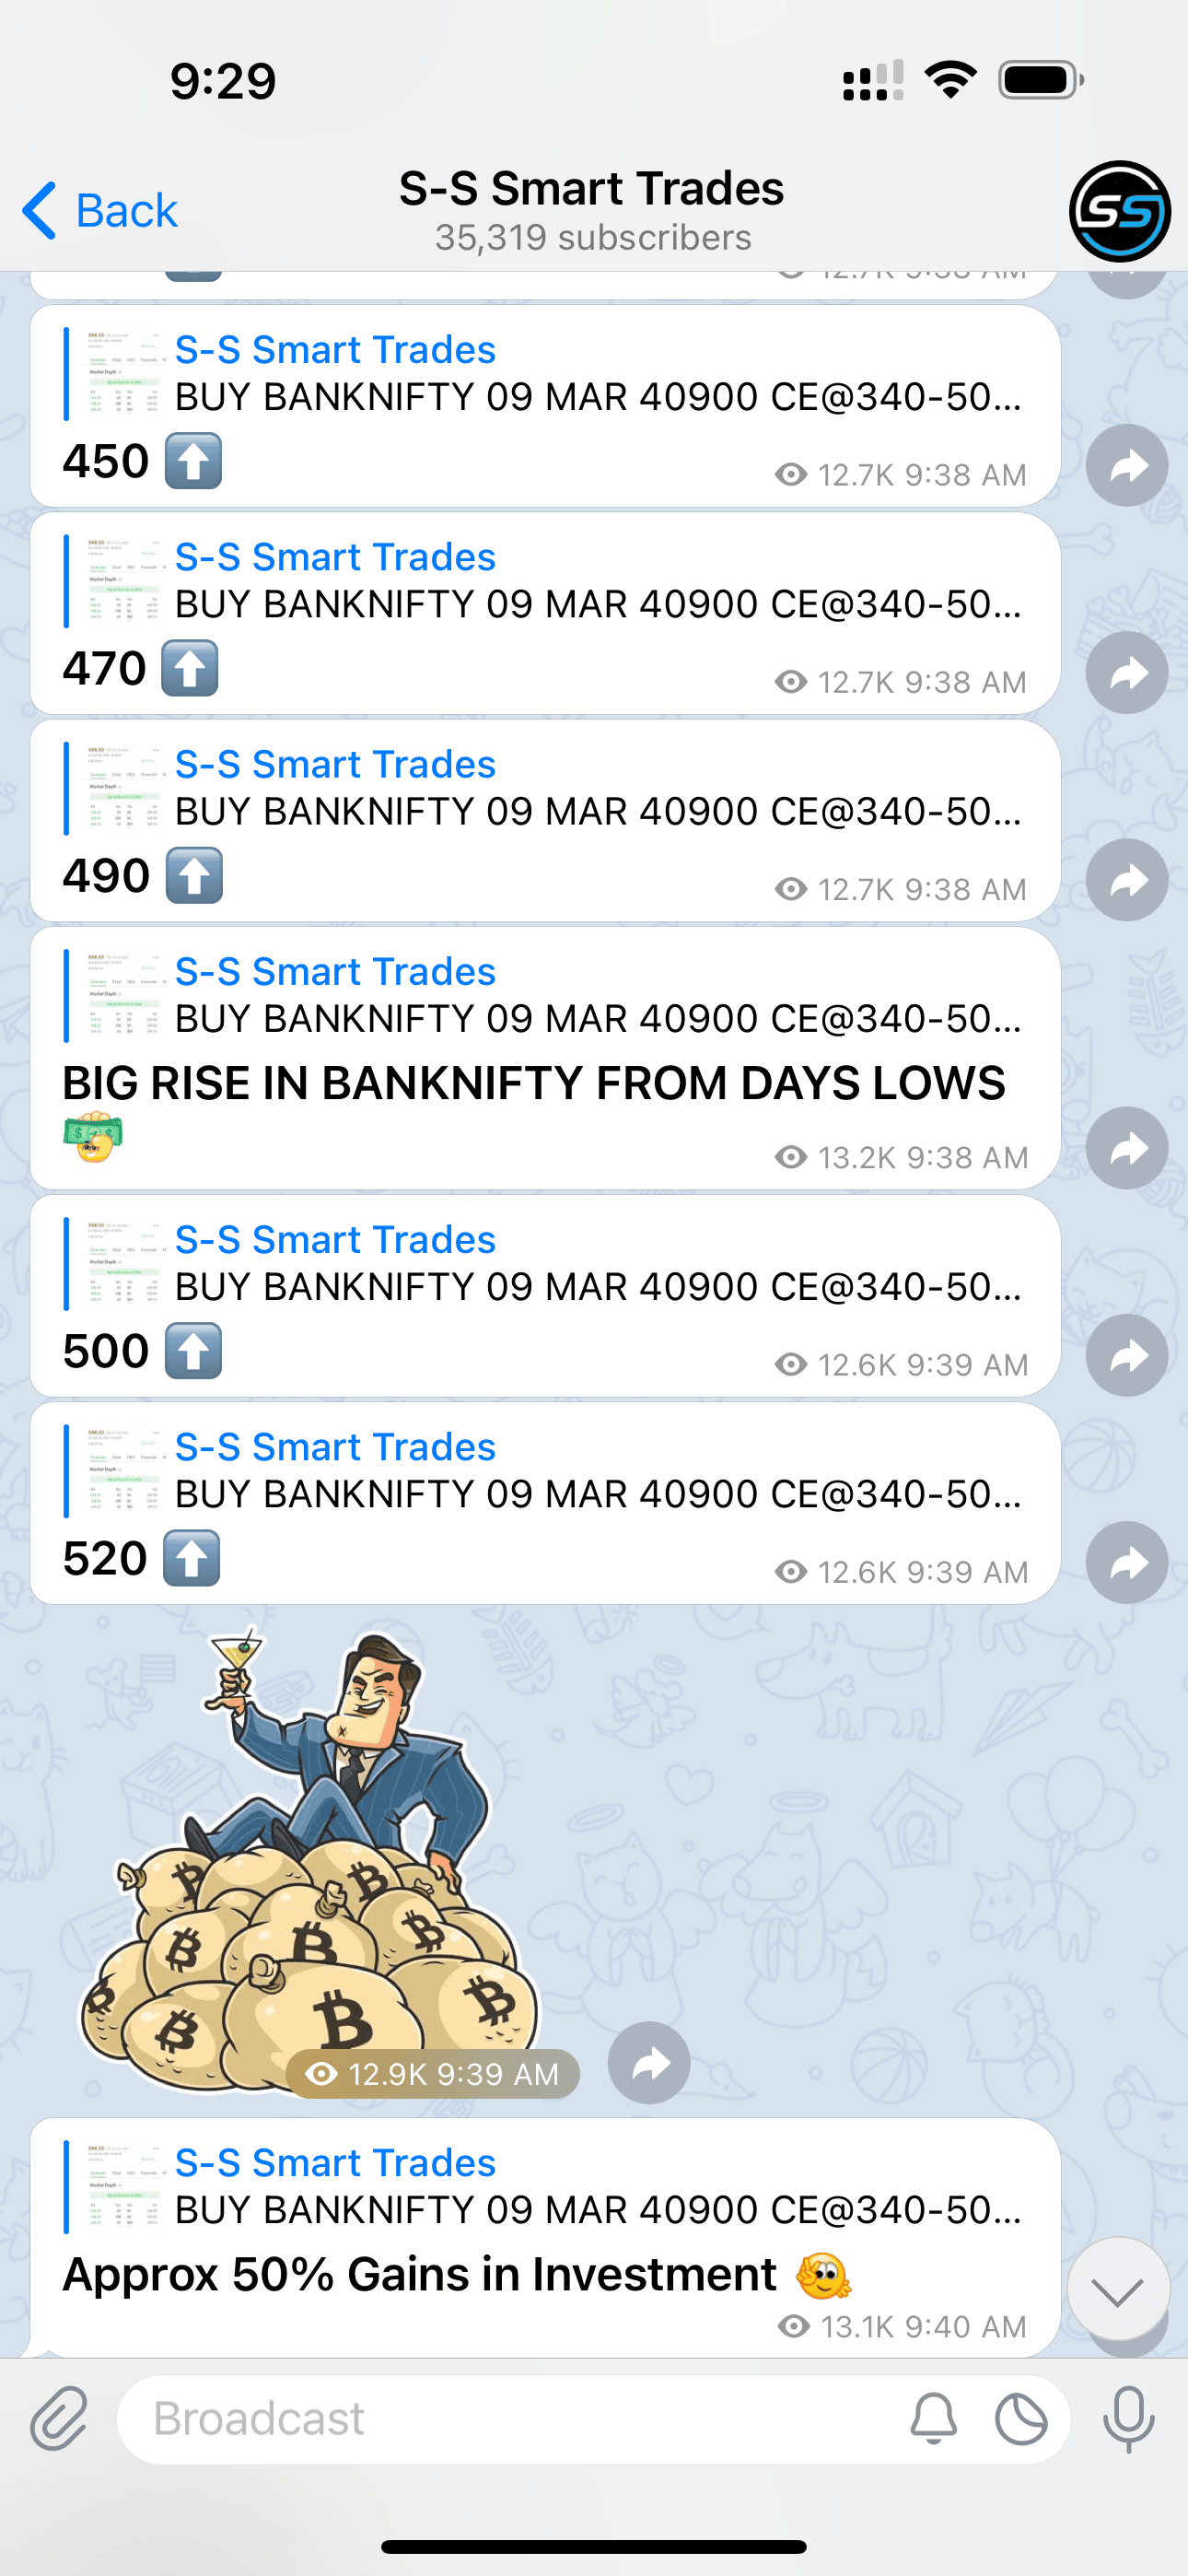 9:29
Back
S-S Smart Trades
35,319 subscribers
SS
S-S Smart Trades
BUY BANKNIFTY 09 MAR 40900 CE@340-50...
450 ⬆️
12.7K 9:38 AM
S-S Smart Trades
BUY BANKNIFTY 09 MAR 40900 CE@340-50...
470 ⬆️
12.7K 9:38 AM
S-S Smart Trades
BUY BANKNIFTY 09 MAR 40900 CE@340-50...
490 ⬆️
12.7K 9:38 AM
S-S Smart Trades
BUY BANKNIFTY 09 MAR 40900 CE@340-50...
BIG RISE IN BANKNIFTY FROM DAYS LOWS
13.2K 9:38 AM
S-S Smart Trades
BUY BANKNIFTY 09 MAR 40900 CE@340-50...
500 ⬆️
12.6K 9:39 AM
S-S Smart Trades
BUY BANKNIFTY 09 MAR 40900 CE@340-50...
520 ⬆️
12.6K 9:39 AM
12.9K 9:39 AM
S-S Smart Trades
BUY BANKNIFTY 09 MAR 40900 CE@340-50...
Approx 50% Gains in Investment
13.1K 9:40 AM
Broadcast